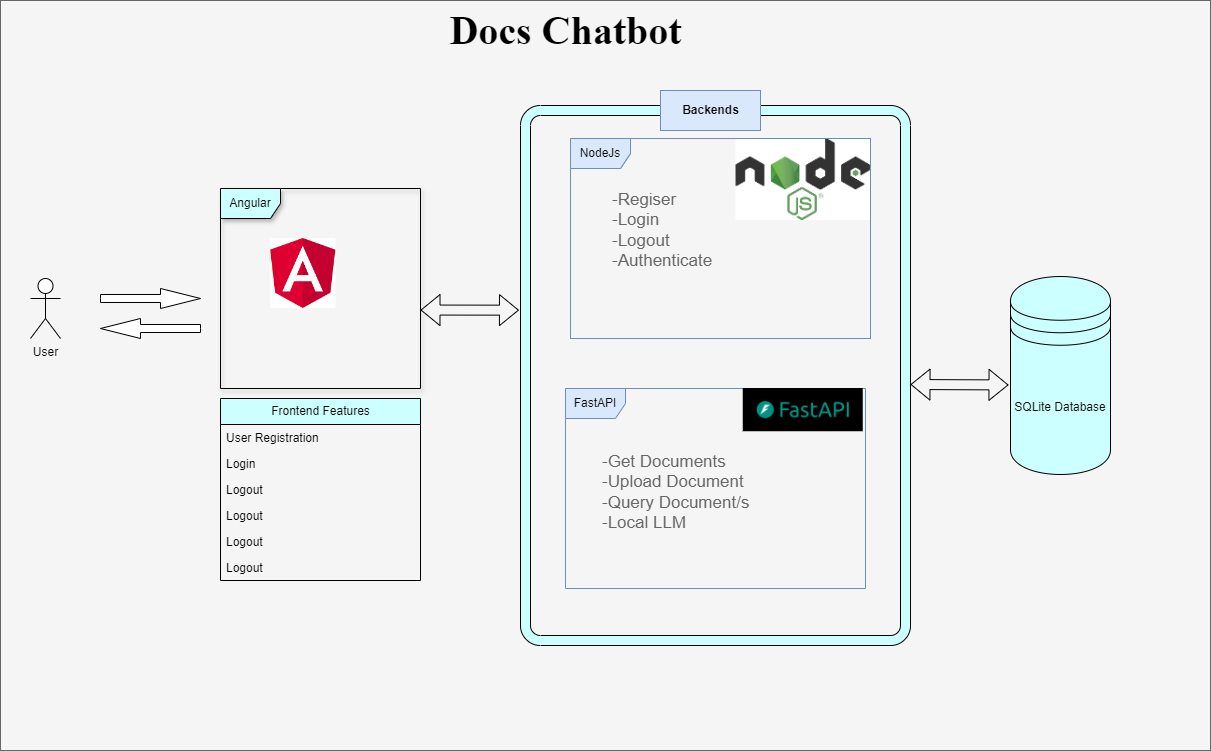 Docs Chatbot
Backends
NodeJs
node
JS
-Regiser
-Login
-Logout
-Authenticate
Angular
A
User
Frontend Features
User Registration
Login
Logout
Logout
Logout
Logout
FastAPI
FastAPI
-Get Documents
-Upload Document
-Query Document/s
-Local LLM
SQLite Database